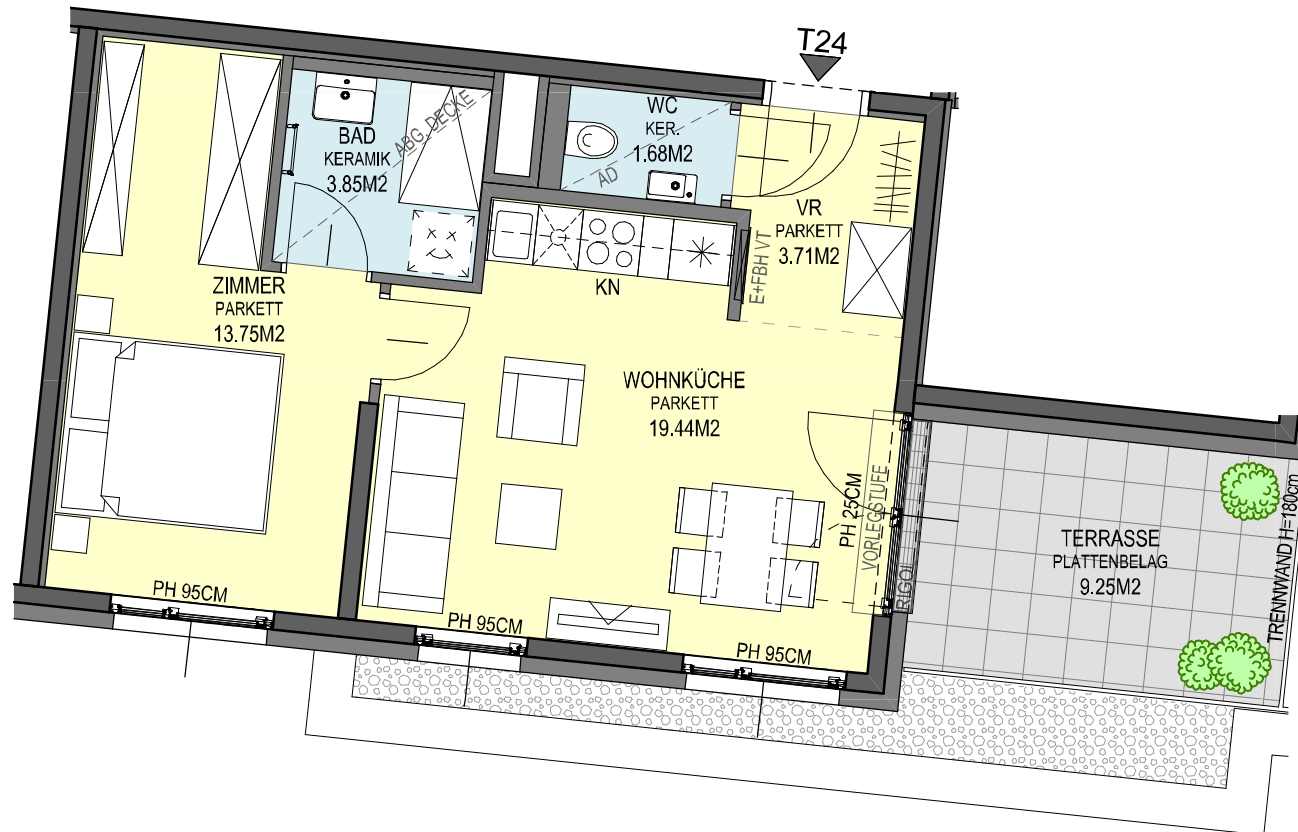 T24
WC
KER.
1.68M2
AD
BAD
KERAMIK
3.85M2
ABG. DECKE
VR
PARKETT
3.71M2
E+FBH VT
KN
ZIMMER
PARKETT
13.75M2
WOHNKÜCHE
PARKETT
19.44M2
PH 25CM
VORLEGSTUFE
RIGOL
TERRASSE
PLATTENBELAG
9.25M2
TRENNWAND H=180cm
PH 95CM
PH 95CM
PH 95CM